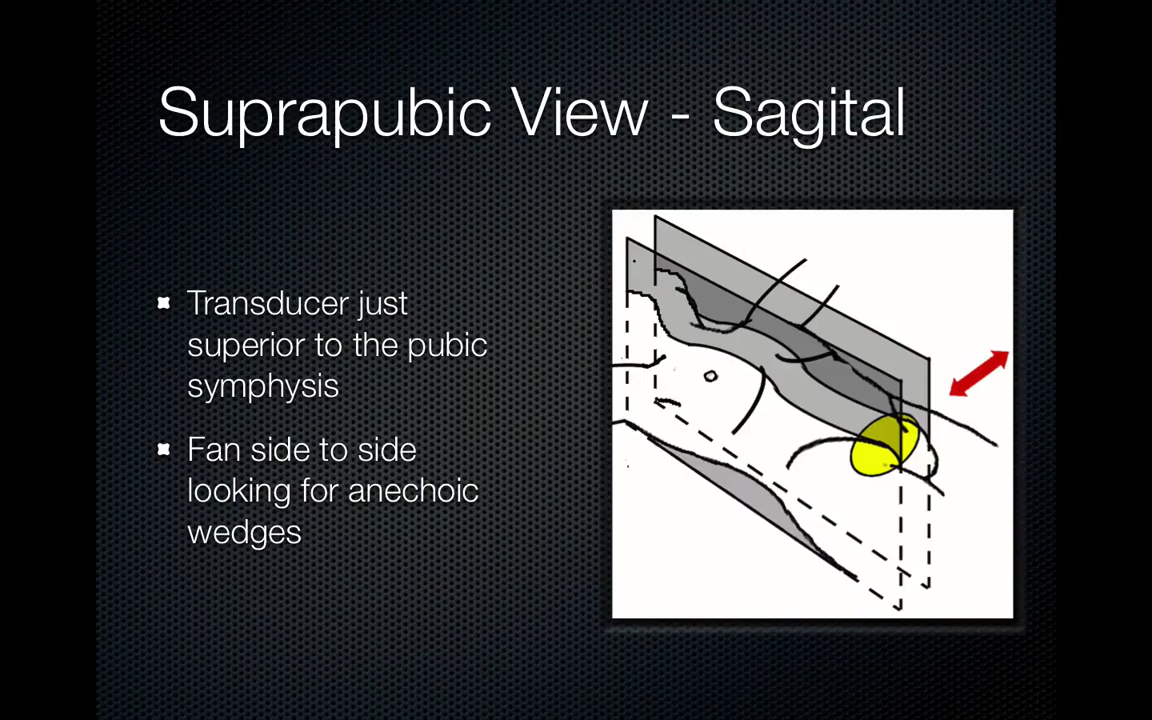 Suprapubic View - Sagital
Transducer just
superior to the pubic
symphysis
Fan side to side
looking for anechoic
wedges